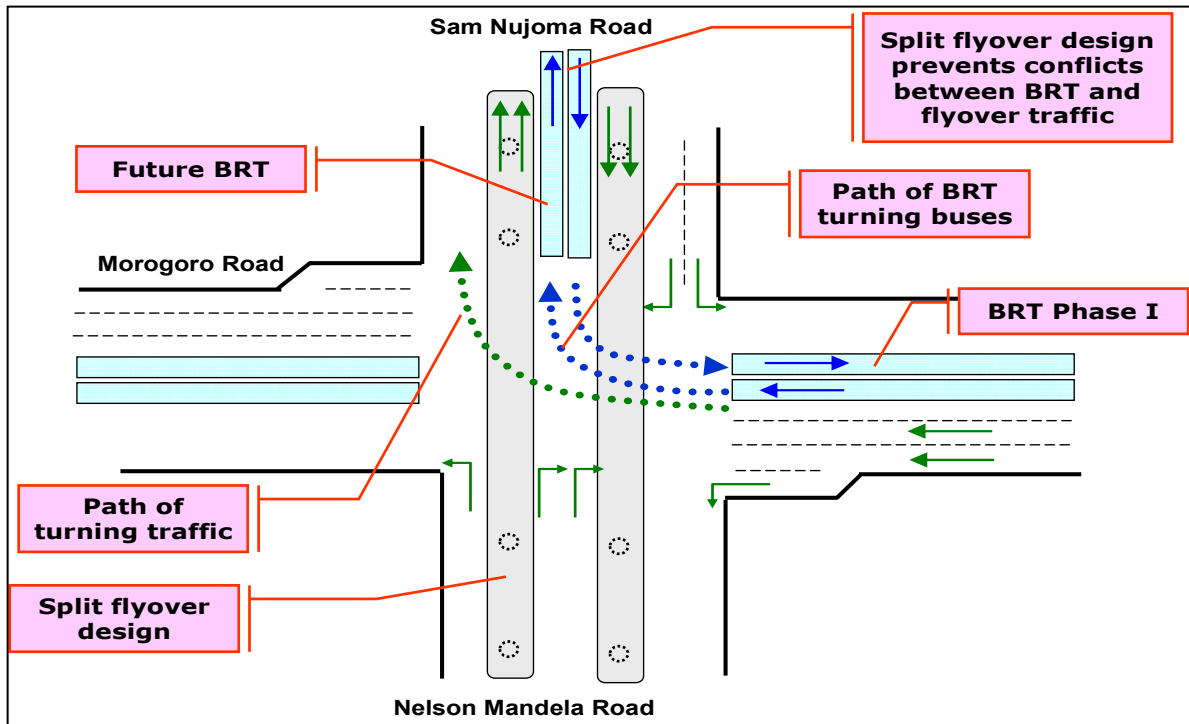 Sam Nujoma Road
Split flyover design
prevents conflicts
between BRT and
flyover traffic
Future BRT
Path of BRT
turning buses
Morogoro Road
BRT Phase I
Path of
turning traffic
Split flyover
design
Nelson Mandela Road